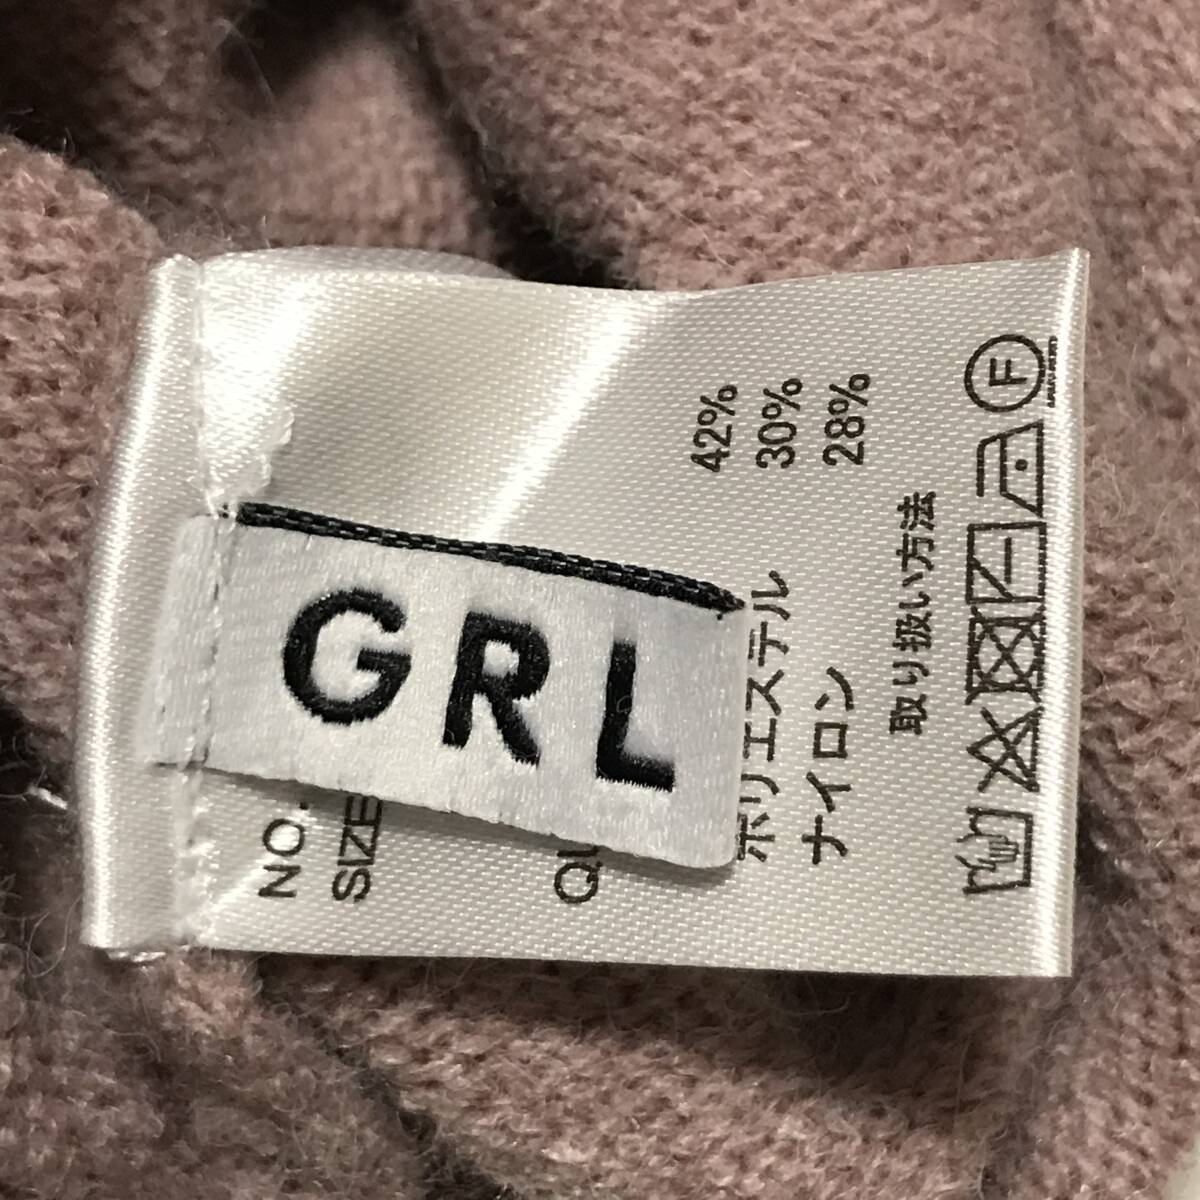 GRL
NO.
SIZE
42%
ポリエステル 30%
ナイロン 28%
取り扱い方法
F